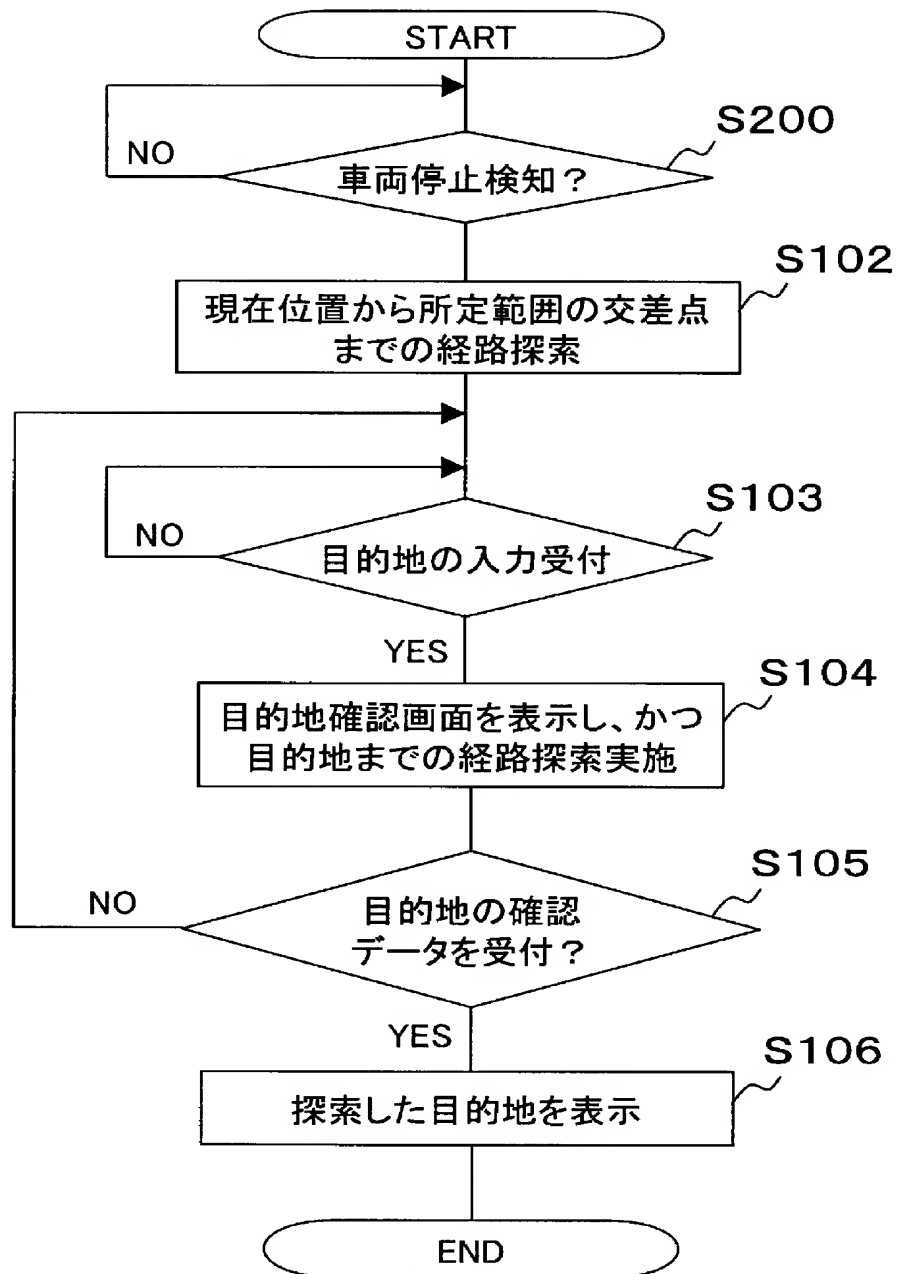 START
S200
NO
車両停止検知？
S102
現在位置から所定範囲の交差点
までの経路探索
S103
NO
目的地の入力受付
YES
S104
目的地確認画面を表示し、かつ
目的地までの経路探索実施
S105
NO
目的地の確認
データを受付？
YES
S106
探索した目的地を表示
END